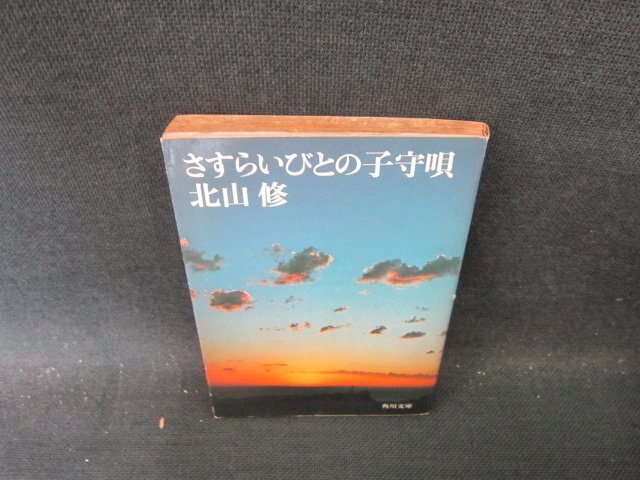 さすらいびとの子守唄
北山 修
角川文庫